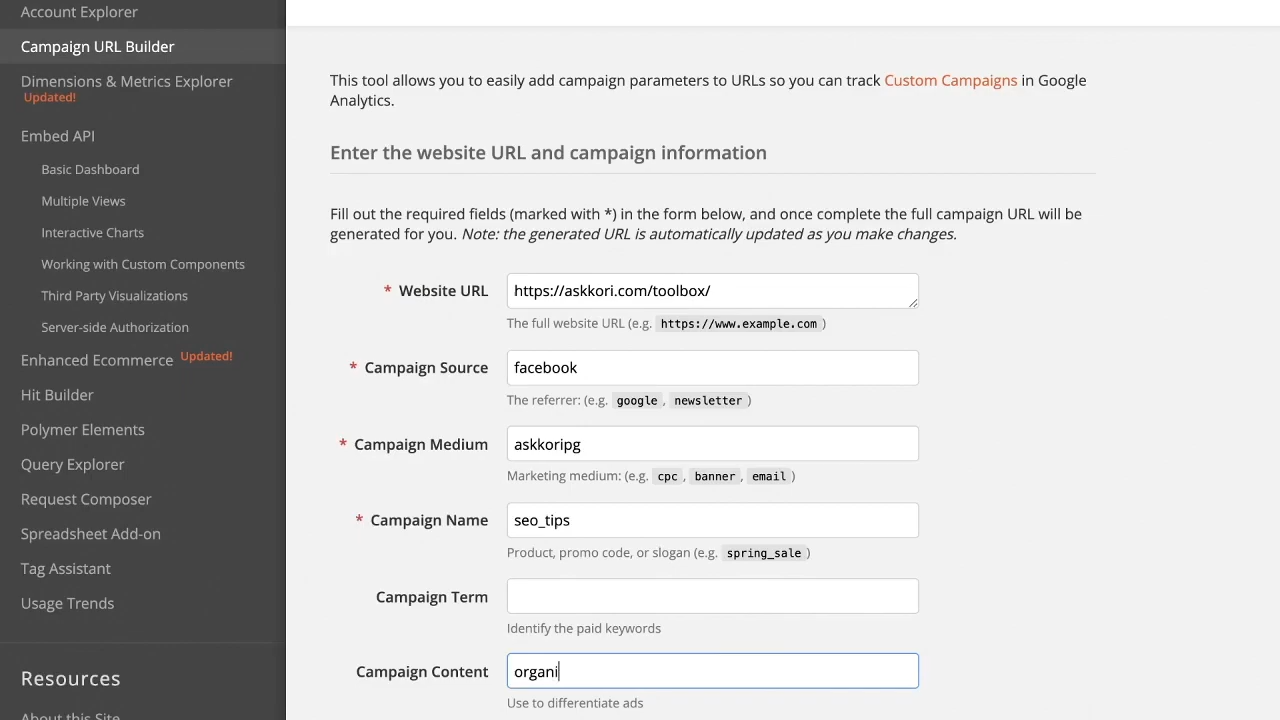 Account Explorer
Campaign URL Builder
Dimensions & Metrics Explorer
Updated!
Embed API
Basic Dashboard
Multiple Views
Interactive Charts
Working with Custom Components
Third Party Visualizations
Server-side Authorization
Enhanced Ecommerce Updated!
Hit Builder
Polymer Elements
Query Explorer
Request Composer
Spreadsheet Add-on
Tag Assistant
Usage Trends
Resources
About this Site
This tool allows you to easily add campaign parameters to URLs so you can track Custom Campaigns in Google
Analytics.
Enter the website URL and campaign information
Fill out the required fields (marked with *) in the form below, and once complete the full campaign URL will be
generated for you. Note: the generated URL is automatically updated as you make changes.
* Website URL https://askkori.com/toolbox/
The full website URL (e.g. https://www.example.com )
* Campaign Source facebook
The referrer: (e.g. google , newsletter )
* Campaign Medium askkoripg
Marketing medium: (e.g. cpc , banner , email )
* Campaign Name seo_tips
Product, promo code, or slogan (e.g. spring_sale )
Campaign Term
Identify the paid keywords
Campaign Content organi
Use to differentiate ads